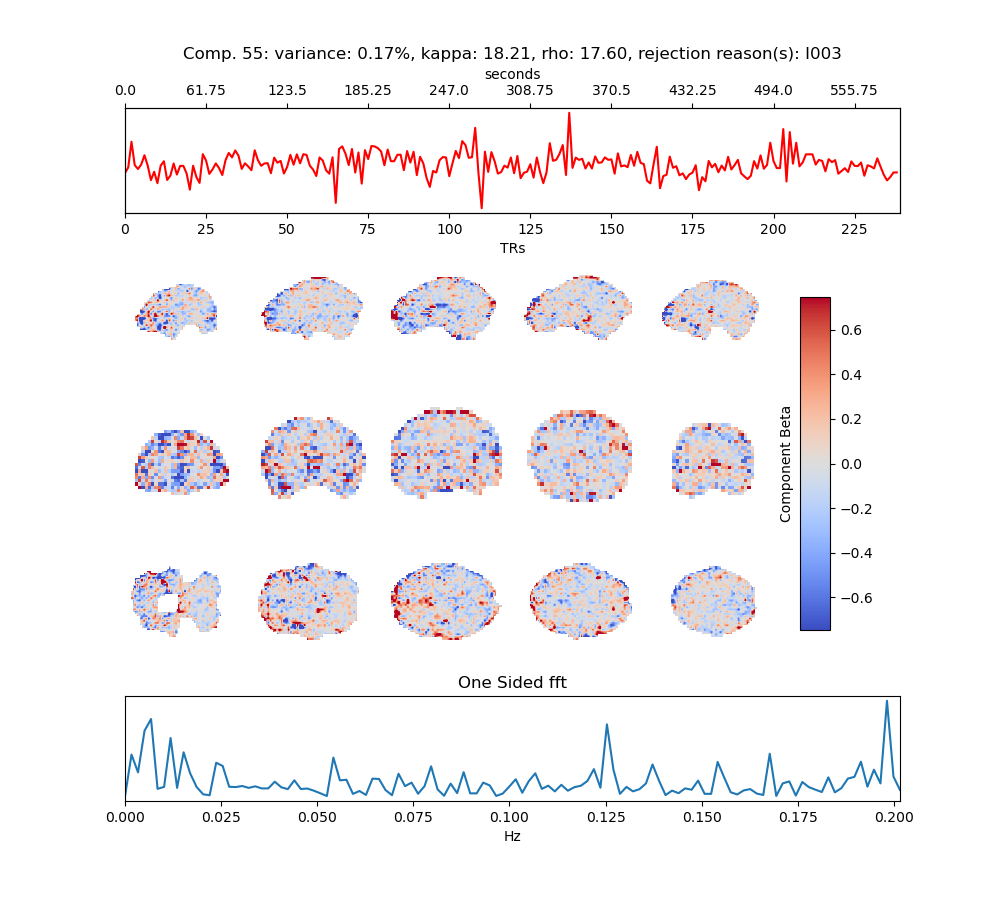 Comp. 55: variance: 0.17%, kappa: 18.21, rho: 17.60, rejection reason(s): I003
seconds
0.0 61.75 123.5 185.25 247.0 308.75 370.5 432.25 494.0 555.75
0 25 50 75 100 125 150 175 200 225
TRs
0.6
0.4
0.2
0.0
−0.2
−0.4
−0.6
Component Beta
One Sided fft
0.000 0.025 0.050 0.075 0.100 0.125 0.150 0.175 0.200
Hz